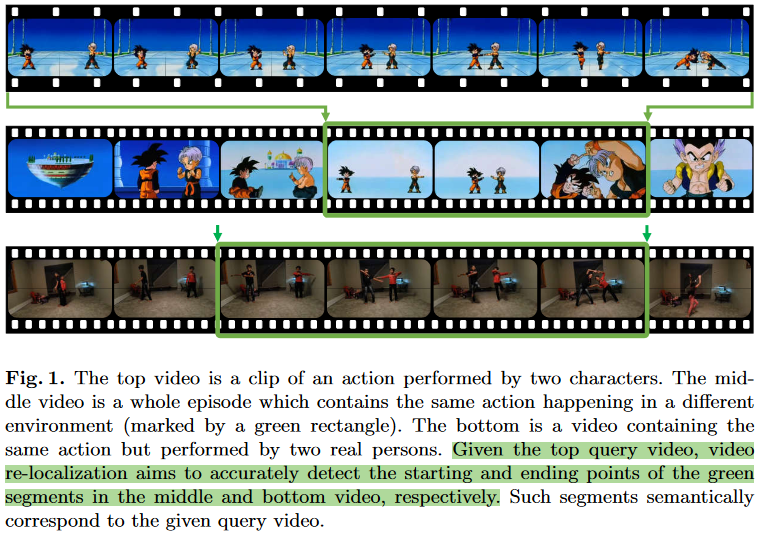 Fig. 1. The top video is a clip of an action performed by two characters. The mid-
dle video is a whole episode which contains the same action happening in a different
environment (marked by a green rectangle). The bottom is a video containing the
same action but performed by two real persons. Given the top query video, video
re-localization aims to accurately detect the starting and ending points of the green
segments in the middle and bottom video, respectively. Such segments semantically
correspond to the given query video.